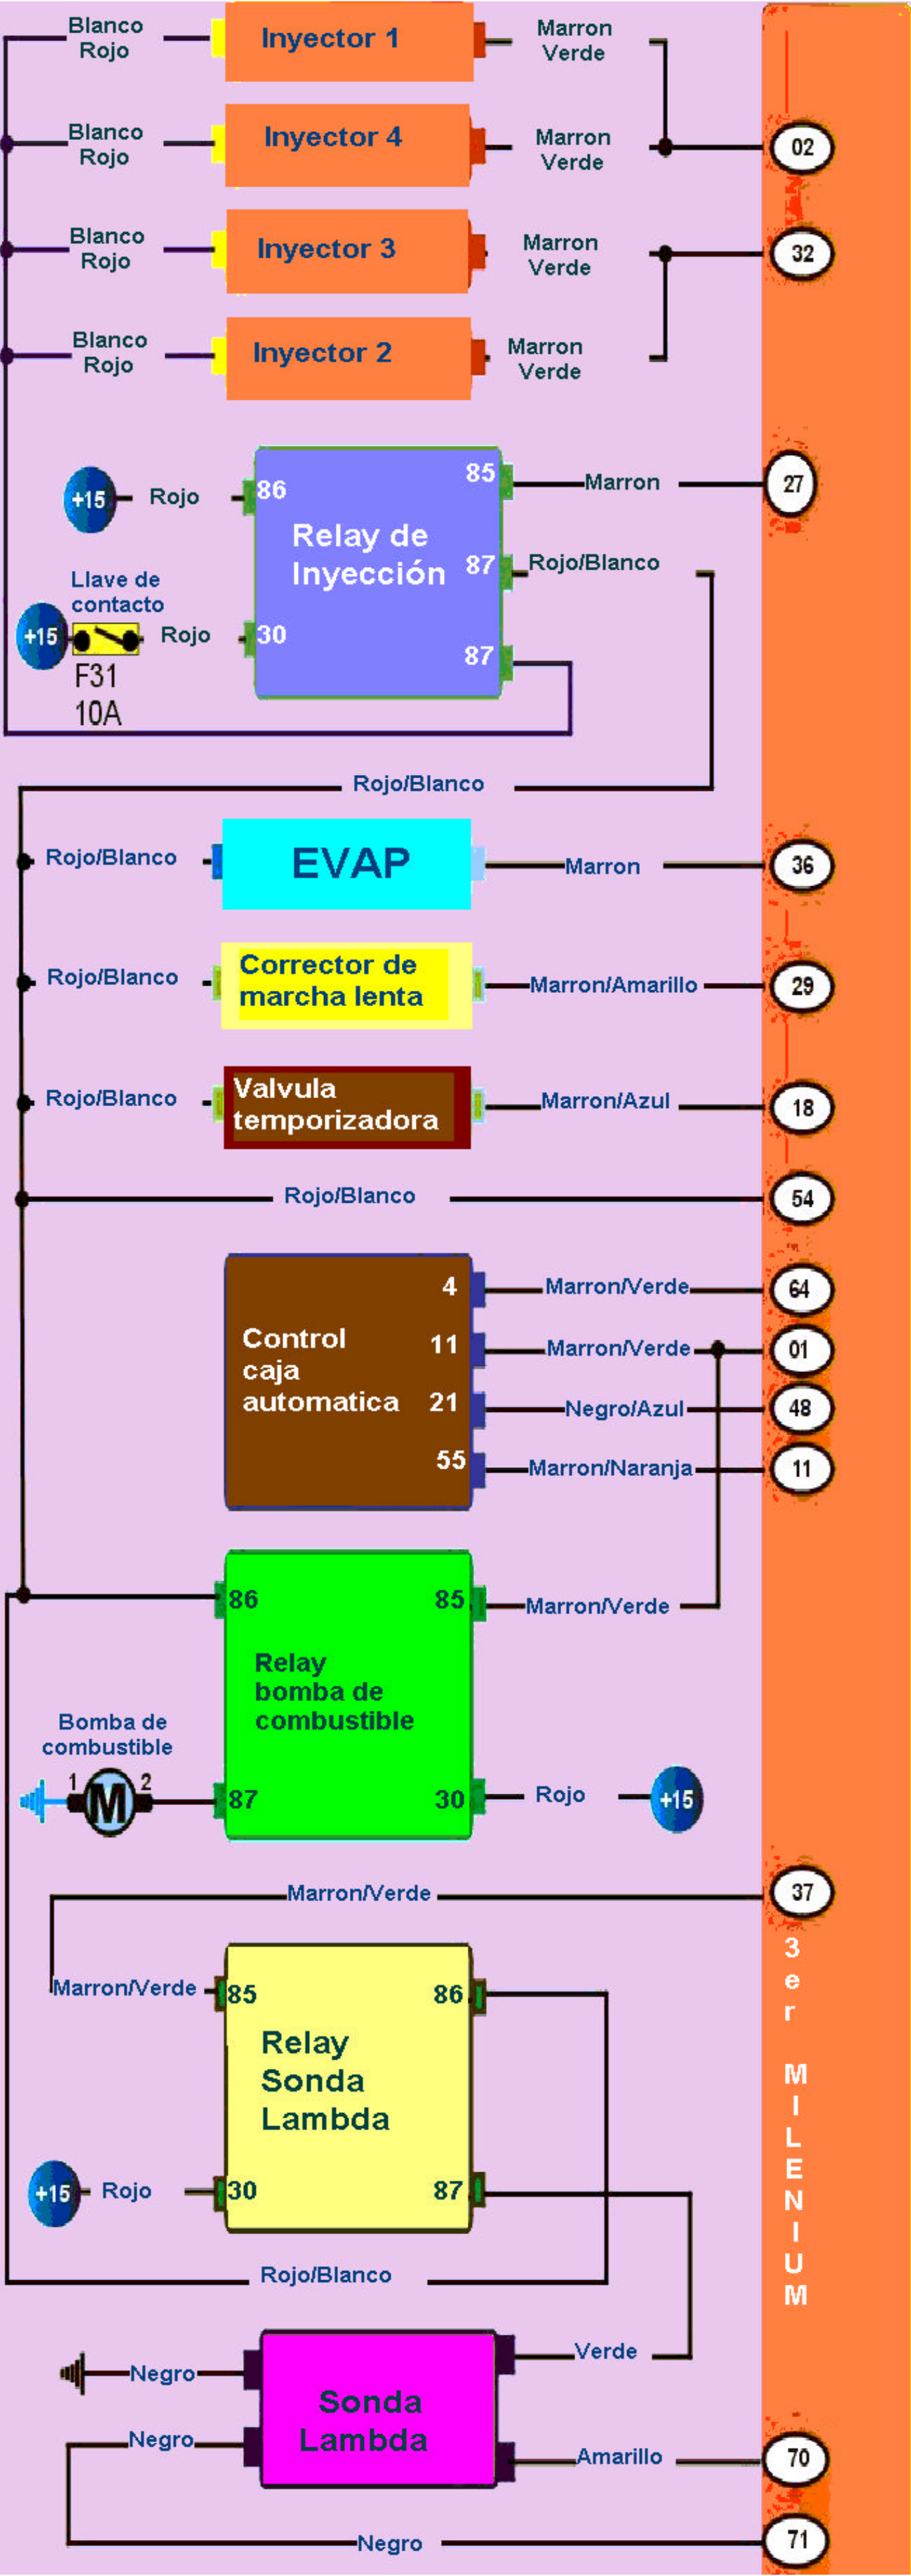 Blanco
Rojo
Inyector 1
Marron
Verde
Blanco
Rojo
Inyector 4
Marron
Verde
02
Blanco
Rojo
Inyector 3
Marron
Verde
32
Blanco
Rojo
Inyector 2
Marron
Verde
+15
Rojo
86
85
Marron
27
Relay de
Inyección
87
Rojo/Blanco
Llave de
contacto
+15
Rojo
30
87
F31
10A
Rojo/Blanco
Rojo/Blanco
EVAP
Marron
36
Rojo/Blanco
Corrector de
marcha lenta
Marron/Amarillo
29
Rojo/Blanco
Valvula
temporizadora
Marron/Azul
18
Rojo/Blanco
54
4
Marron/Verde
64
Control
caja
automatica
11
Marron/Verde
01
21
Negro/Azul
48
55
Marron/Naranja
11
86
85
Marron/Verde
Relay
bomba de
combustible
Bomba de
combustible
1
M
2
87
30
Rojo
+15
Marron/Verde
37
3er MILENIUM
Marron/Verde
85
86
Relay
Sonda
Lambda
+15
Rojo
30
87
Rojo/Blanco
Verde
Negro
Sonda
Lambda
Negro
Amarillo
70
Negro
71